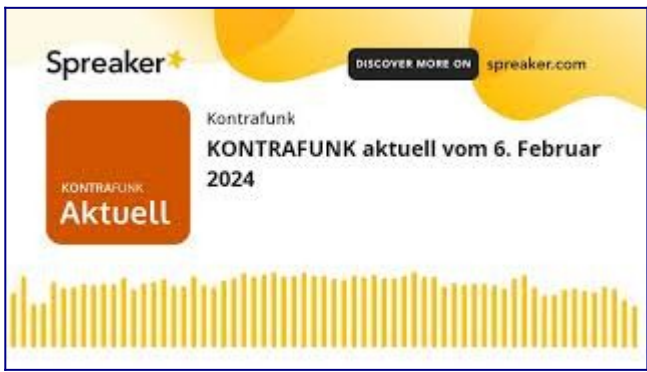 Spreaker
DISCOVER MORE ON spreaker.com
Kontrafunk
KONTRAFUNK aktuell vom 6. Februar
2024
KONTRAFUNK
Aktuell